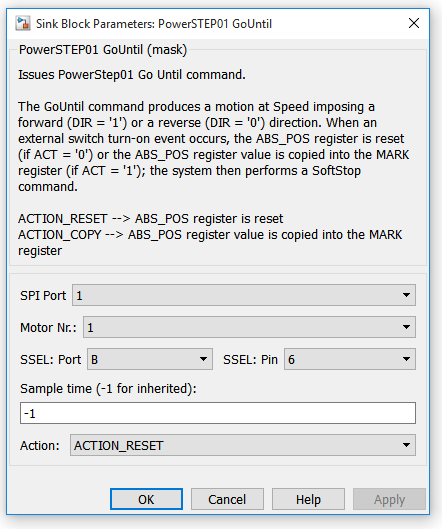 Sink Block Parameters: PowerSTEP01 GoUntil
PowerSTEP01 GoUntil (mask)
Issues PowerStep01 Go Until command.
The GoUntil command produces a motion at Speed imposing a
forward (DIR = '1') or a reverse (DIR = '0') direction. When an
external switch turn-on event occurs, the ABS_POS register is reset
(if ACT = '0') or the ABS_POS register value is copied into the MARK
register (if ACT = '1'); the system then performs a SoftStop
command.
ACTION_RESET --> ABS_POS register is reset
ACTION_COPY --> ABS_POS register value is copied into the MARK
register
SPI Port 1
Motor Nr.: 1
SSEL: Port B SSEL: Pin 6
Sample time (-1 for inherited):
-1
Action: ACTION_RESET
OK Cancel Help Apply